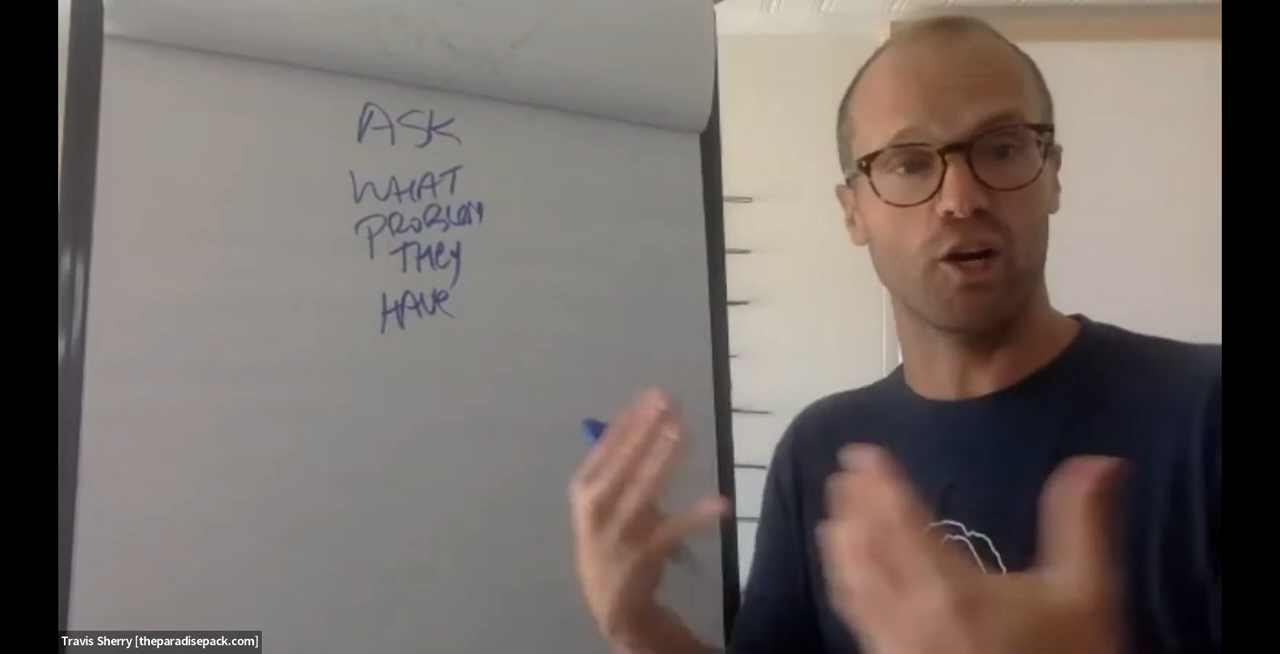 ASK
WHAT
PROBLEM
THEY
HAVE
Travis Sherry [theparadisepack.com]